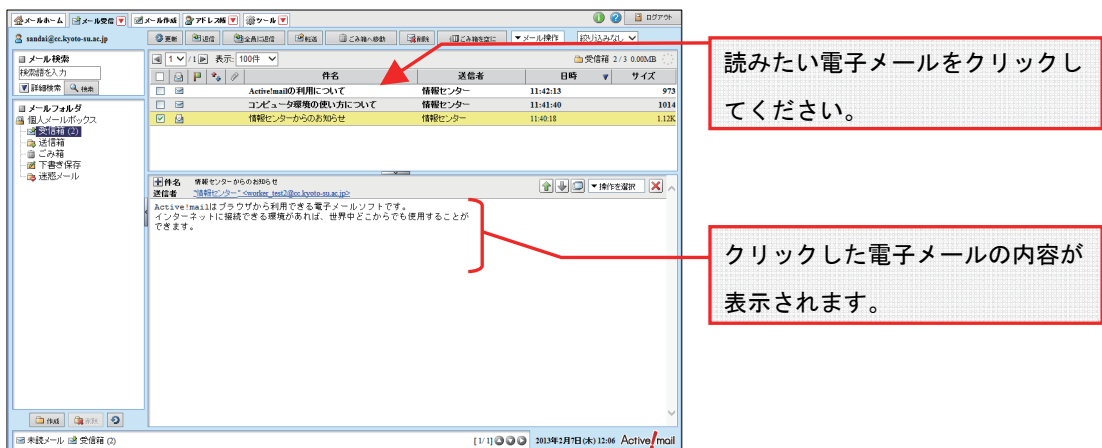 メールホーム メール受信 メール作成 アドレス帳 ツール ログアウト
sandai@cc.kyoto-su.ac.jp 更新 返信 全員に返信 転送 ごみ箱へ移動 削除 ごみ箱を空に ▼メール操作 絞り込みなし
メール検索
検索語を入力
詳細検索 検索
メールフォルダ
個人メールボックス
受信箱 (2)
送信箱
ごみ箱
下書き保存
迷惑メール
作成 削除
1 /1 表示: 100件 受信箱 2 / 3 0.00MB
件名 送信者 日時 ▼ サイズ
Active!mailの利用について 情報センター 11:42:13 973
コンピュータ環境の使い方について 情報センター 11:41:40 1014
情報センターからのお知らせ 情報センター 11:40:18 1.12K
件名 情報センターからのお知らせ
送信者 "情報センター" <worker_test2@cc.kyoto-su.ac.jp>
▼操作を選択
Active!mailはブラウザから利用できる電子メールソフトです。
インターネットに接続できる環境があれば、世界中どこからでも使用することが
できます。
未読メール 受信箱 (2) [1/1] 2013年2月7日(木) 12:06 Active! mail
読みたい電子メールをクリックし
てください。
クリックした電子メールの内容が
表示されます。